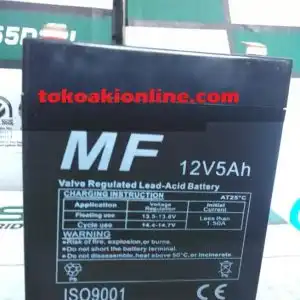 tokoakionline.com
MF 12V5Ah
Valve Regulated Lead-Acid Battery
CHARGING INSTRUCTION AT25°C
Application Voltage Regulation Initial Current
Floating use 13.5-13.8V Less than 1.50A
Cycle use 14.4-14.7V
WARNING:
Risk of fire, explosion, or burns.
Do not short the battery terminal.
Do not disassemble, heat above 50°C, or incinerate.
ISO9001